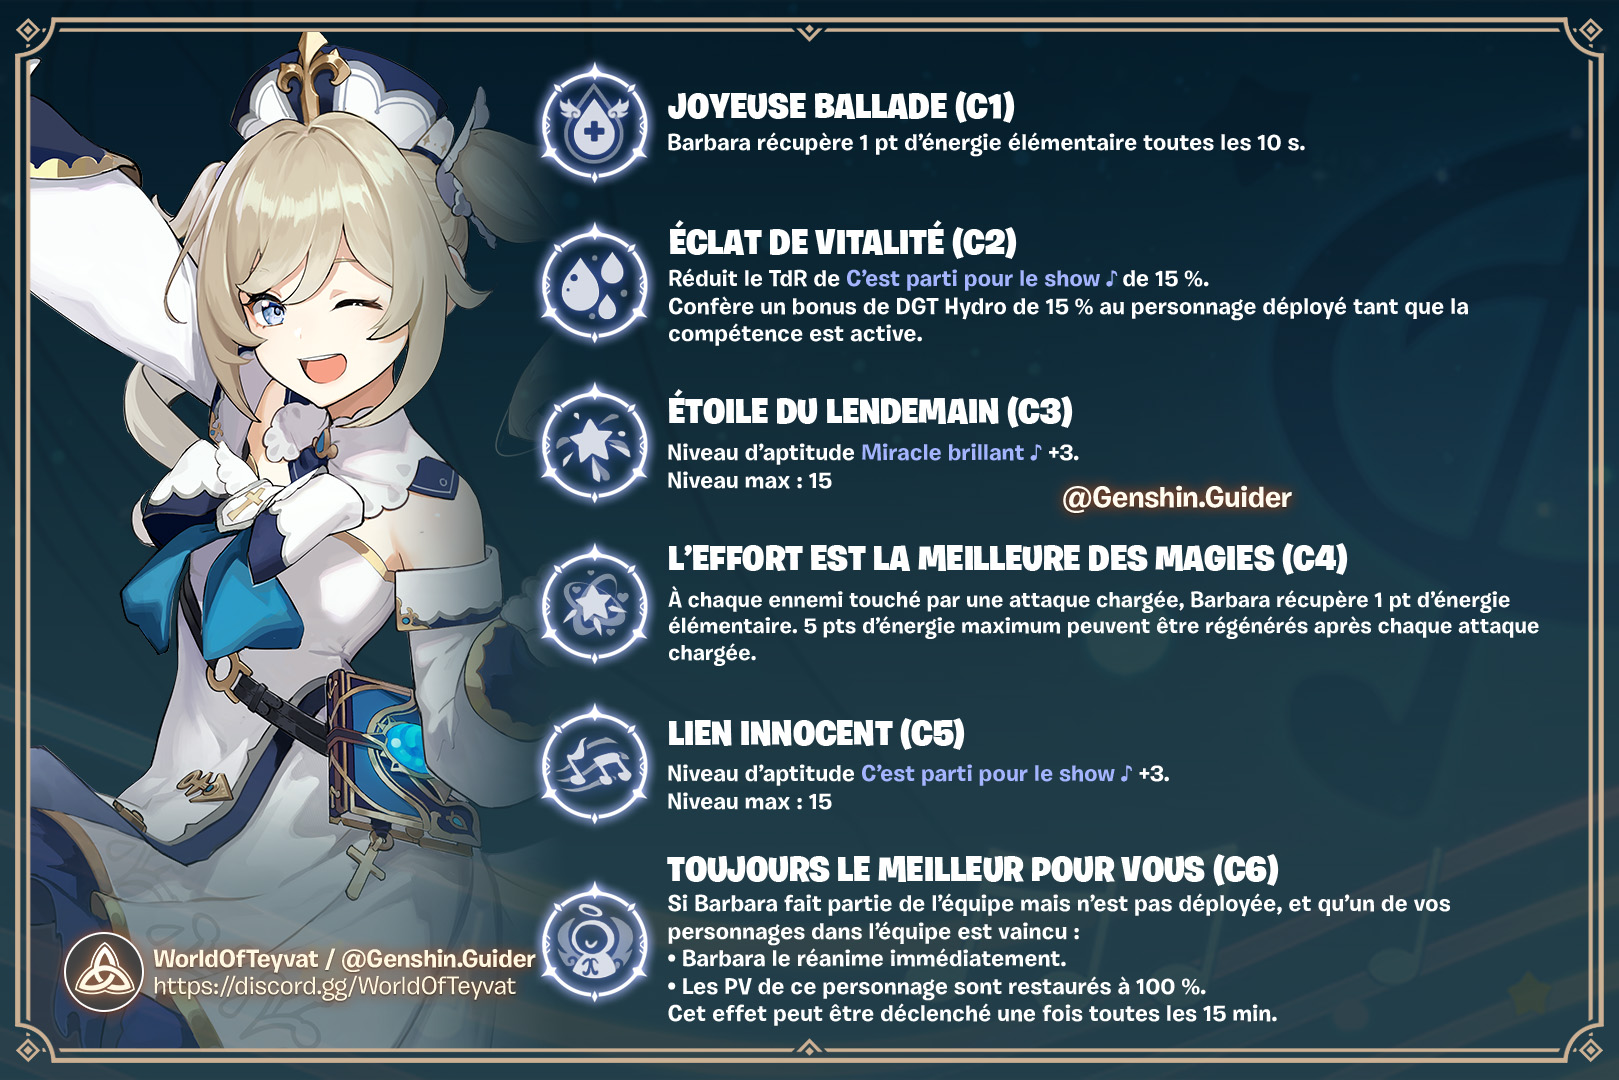 JOYEUSE BALLADE (C1)
Barbara récupère 1 pt d'énergie élémentaire toutes les 10 s.
ÉCLAT DE VITALITÉ (C2)
Réduit le TdR de C'est parti pour le show ♪ de 15 %.
Confère un bonus de DGT Hydro de 15 % au personnage déployé tant que la
compétence est active.
ÉTOILE DU LENDEMAIN (C3)
Niveau d'aptitude Miracle brillant ♪ +3.
Niveau max : 15
@Genshin.Guider
L'EFFORT EST LA MEILLEURE DES MAGIES (C4)
À chaque ennemi touché par une attaque chargée, Barbara récupère 1 pt d'énergie
élémentaire. 5 pts d'énergie maximum peuvent être régénérés après chaque attaque
chargée.
LIEN INNOCENT (C5)
Niveau d'aptitude C'est parti pour le show ♪ +3.
Niveau max : 15
TOUJOURS LE MEILLEUR POUR VOUS (C6)
Si Barbara fait partie de l'équipe mais n'est pas déployée, et qu'un de vos
personnages dans l'équipe est vaincu :
• Barbara le réanime immédiatement.
• Les PV de ce personnage sont restaurés à 100 %.
Cet effet peut être déclenché une fois toutes les 15 min.
WorldOfTeyvat / @Genshin.Guider
https://discord.gg/WorldOfTeyvat